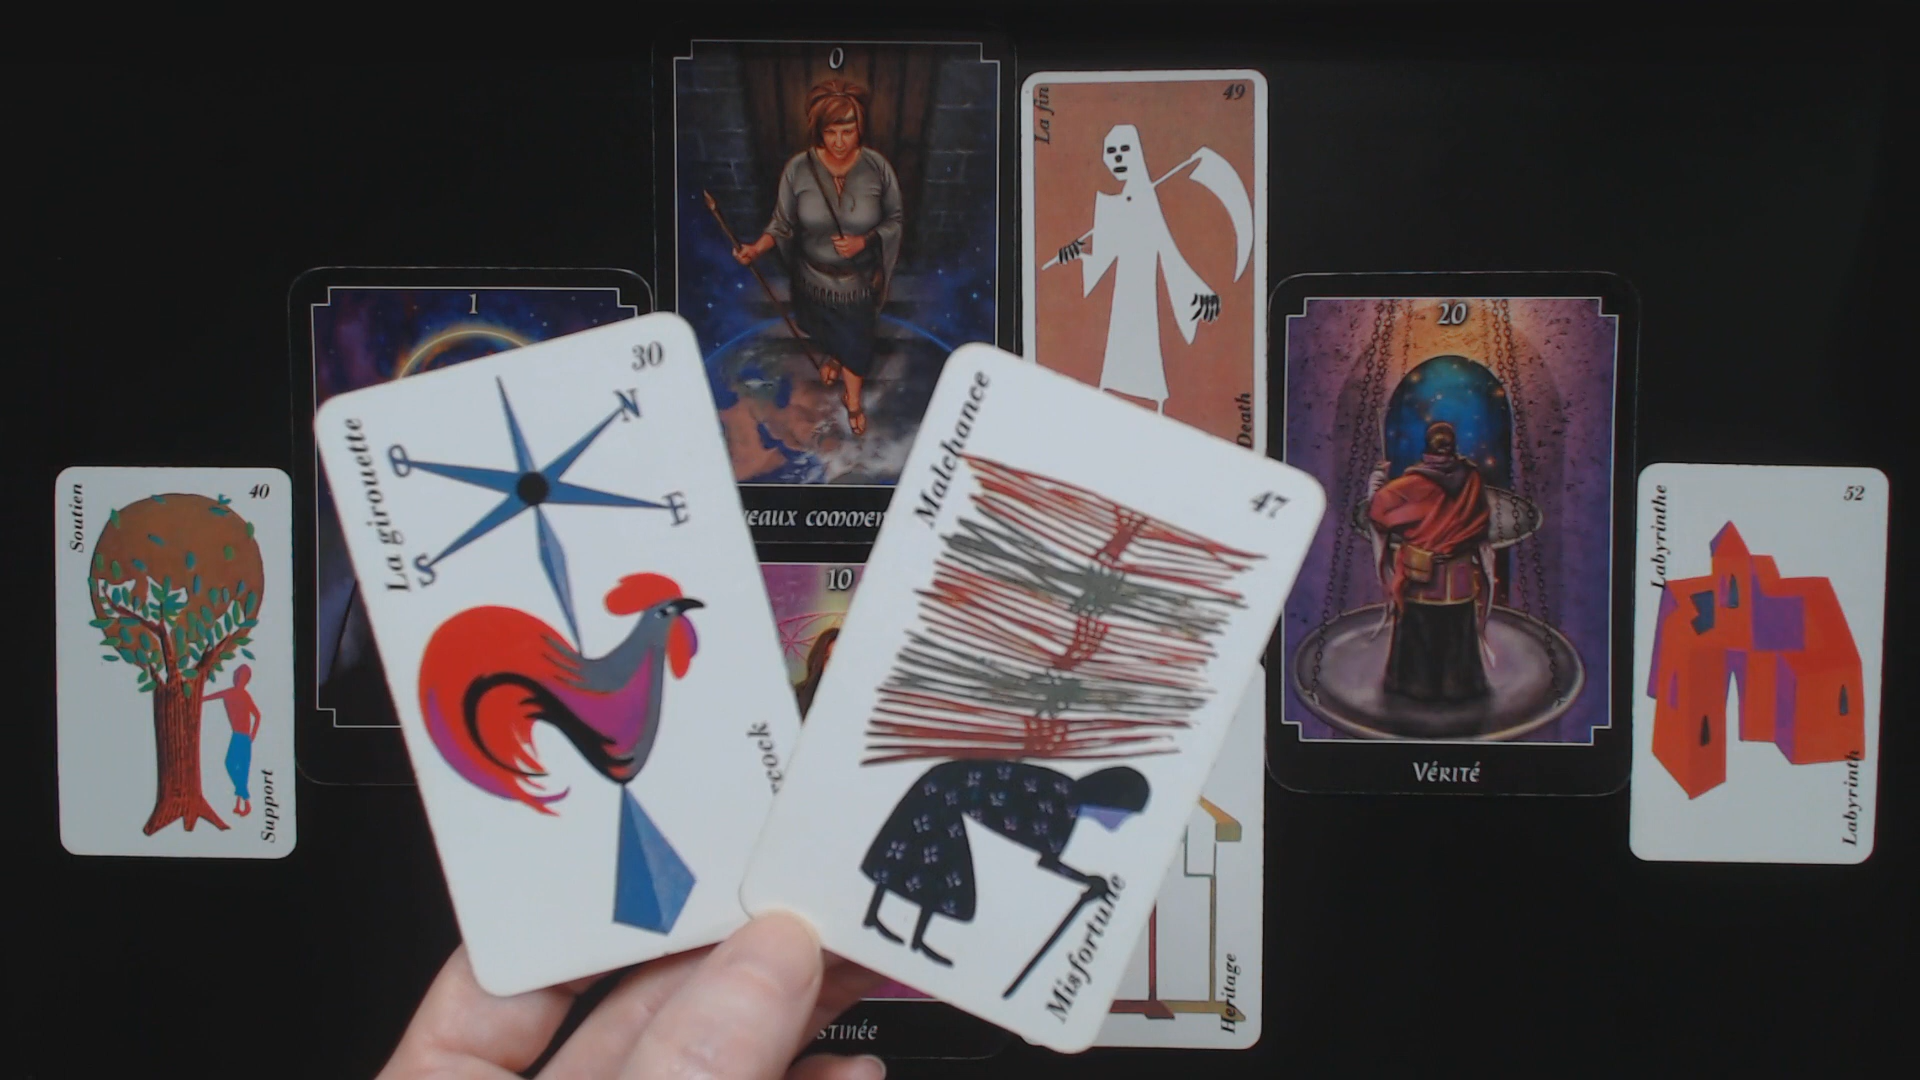 0
La fin
49
Death
1
20
Vérité
30
La girouette
N
E
S
Malchance
47
Misfortune
40
Soutien
Support
52
Labyrinthe
Labyrinth
10
Heritage